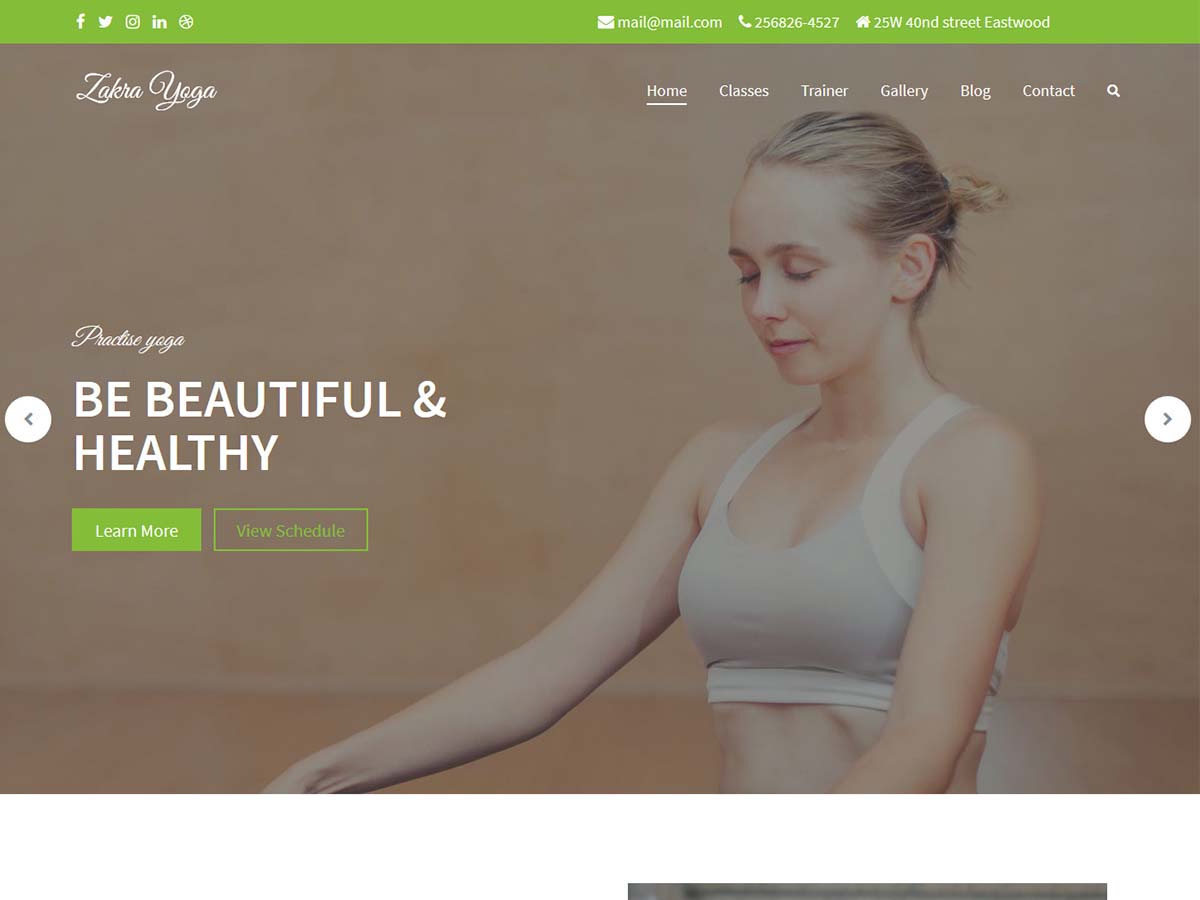 mail@mail.com 256826-4527 25W 40nd street Eastwood
Zakra Yoga
Home Classes Trainer Gallery Blog Contact
Practise yoga
BE BEAUTIFUL &
HEALTHY
Learn More View Schedule